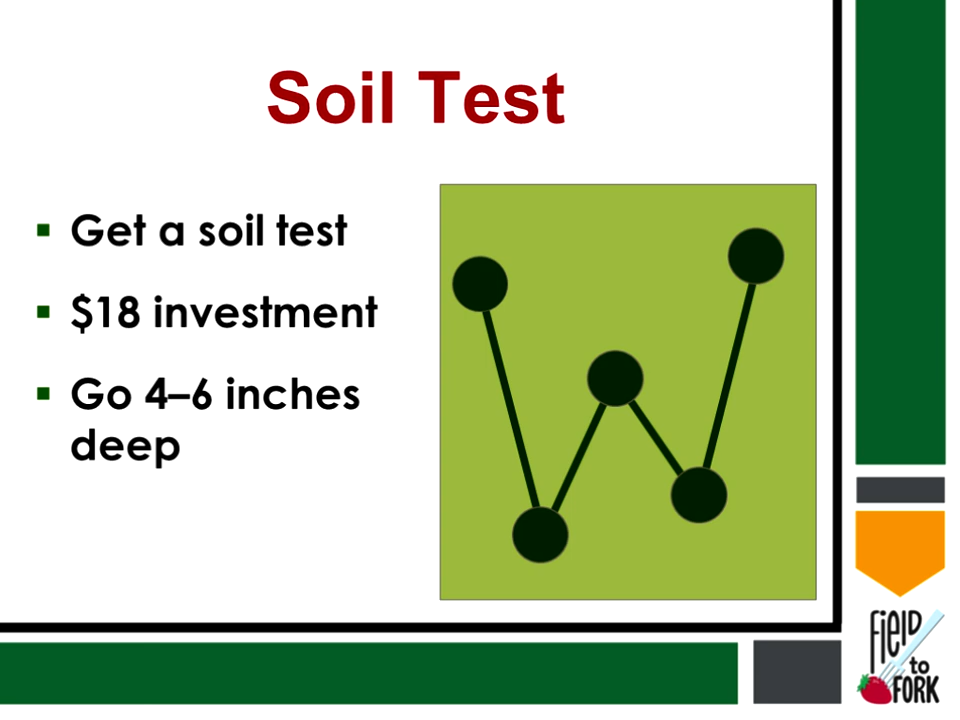 Soil Test
▪ Get a soil test
▪ $18 investment
▪ Go 4–6 inches
deep
FIELD
to
FORK